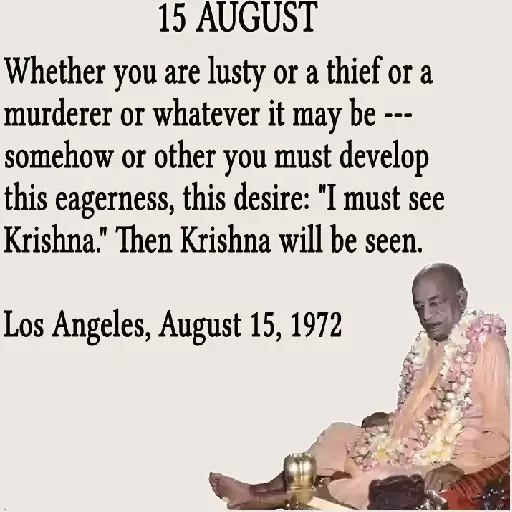 15 AUGUST
Whether you are lusty or a thief or a
murderer or whatever it may be ---
somehow or other you must develop
this eagerness, this desire: "I must see
Krishna." Then Krishna will be seen.
Los Angeles, August 15, 1972